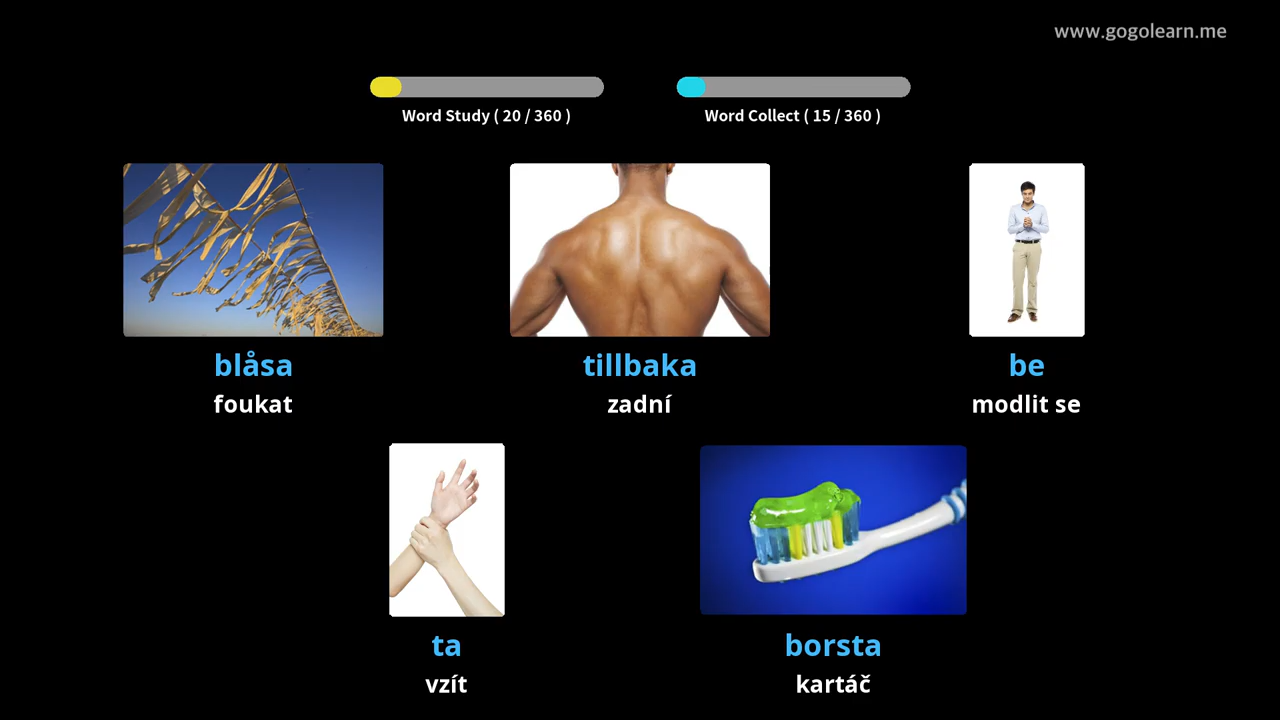 www.gogolearn.me
Word Study ( 20 / 360 )
Word Collect ( 15 / 360 )
blåsa
foukat
tillbaka
zadní
be
modlit se
ta
vzít
borsta
kartáč